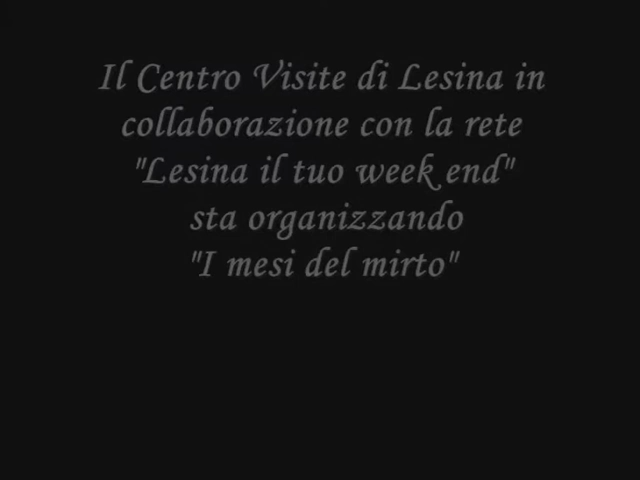 Il Centro Visite di Lesina in
collaborazione con la rete
"Lesina il tuo week end"
sta organizzando
"I mesi del mirto"